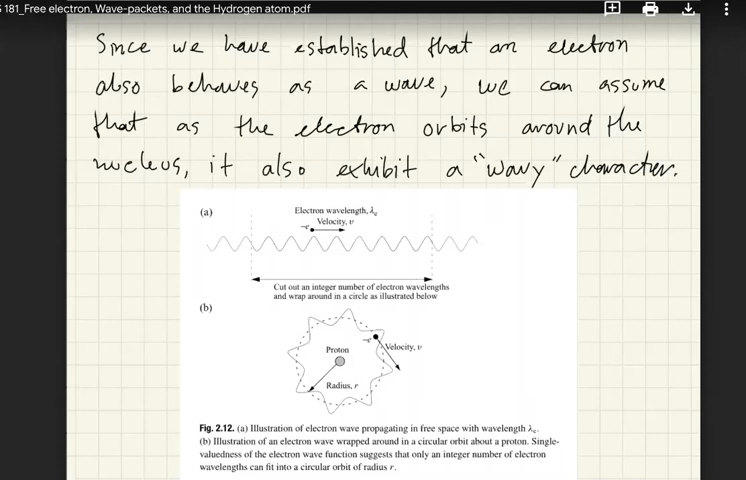 181_Free electron, Wave-packets, and the Hydrogen atom.pdf
Since we have established that an electron
also behaves as a wave, we can assume
that as the electron orbits around the
nucleus, it also exhibit a "wavy" character.
(a)
Electron wavelength, λe
Velocity, v
-e
Cut out an integer number of electron wavelengths
and wrap around in a circle as illustrated below
(b)
-e
Velocity, v
Proton
Radius, r
Fig. 2.12. (a) Illustration of electron wave propagating in free space with wavelength λe.
(b) Illustration of an electron wave wrapped around in a circular orbit about a proton. Single-
valuedness of the electron wave function suggests that only an integer number of electron
wavelengths can fit into a circular orbit of radius r.